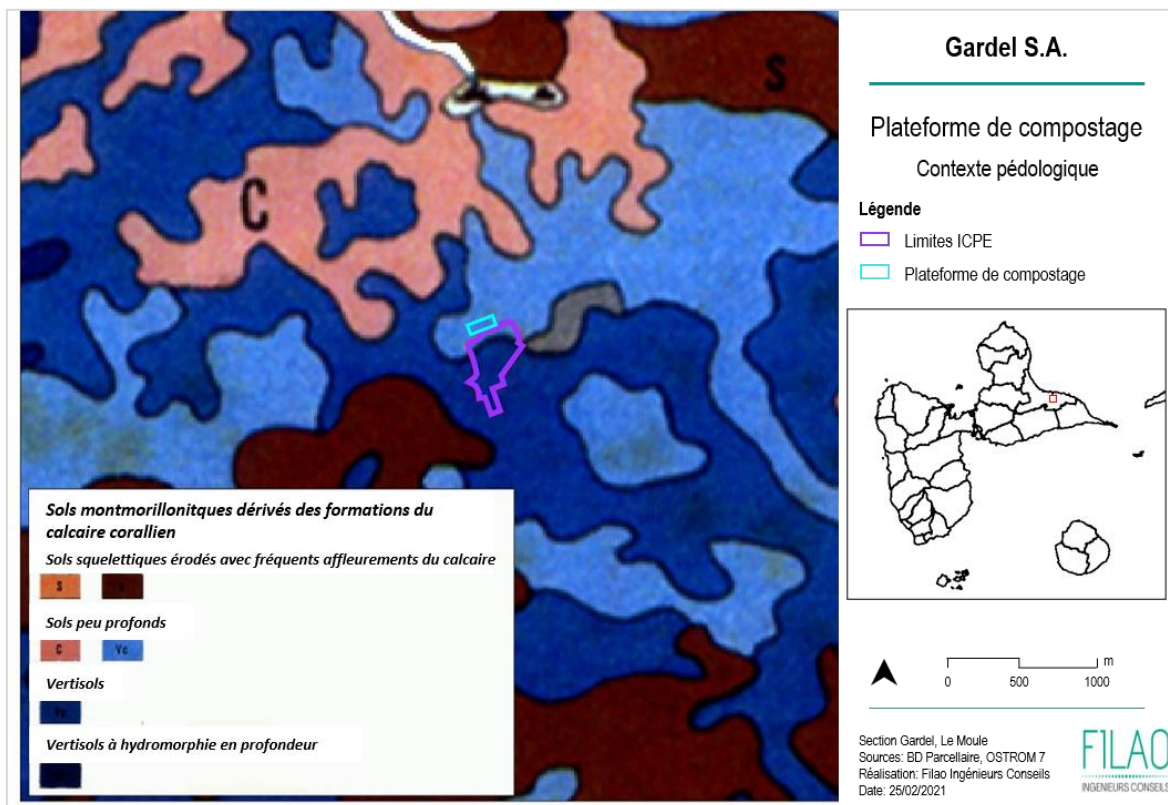 S
C
Sols montmorillonitqques dérivés des formations du
calcaire corallien
Sols squelettiques érodés avec fréquents affleurements du calcaire
S
Sols peu profonds
C Vc
Vertisols
Vertisols à hydromorphie en profondeur
Gardel S.A.
Plateforme de compostage
Contexte pédologique
Légende
Limites ICPE
Plateforme de compostage
m
0 500 1000
Section Gardel, Le Moule
Sources: BD Parcellaire, OSTROM 7
Réalisation: Filao Ingénieurs Conseils
Date: 25/02/2021
FILAO
INGENIEURS CONSEILS